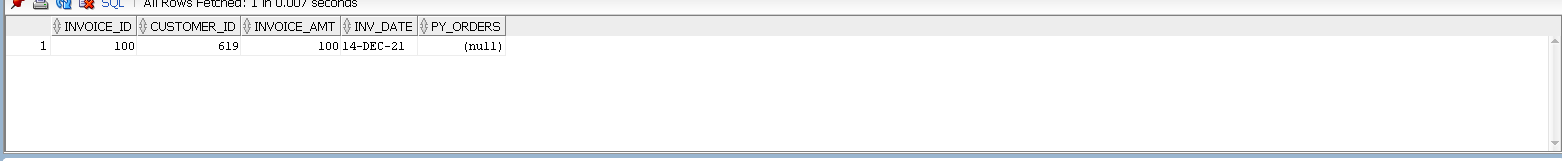 SQL | All Rows Fetched: 1 in 0.007 seconds
INVOICE_ID CUSTOMER_ID INVOICE_AMT INV_DATE PY_ORDERS
1 100 619 100 14-DEC-21 (null)